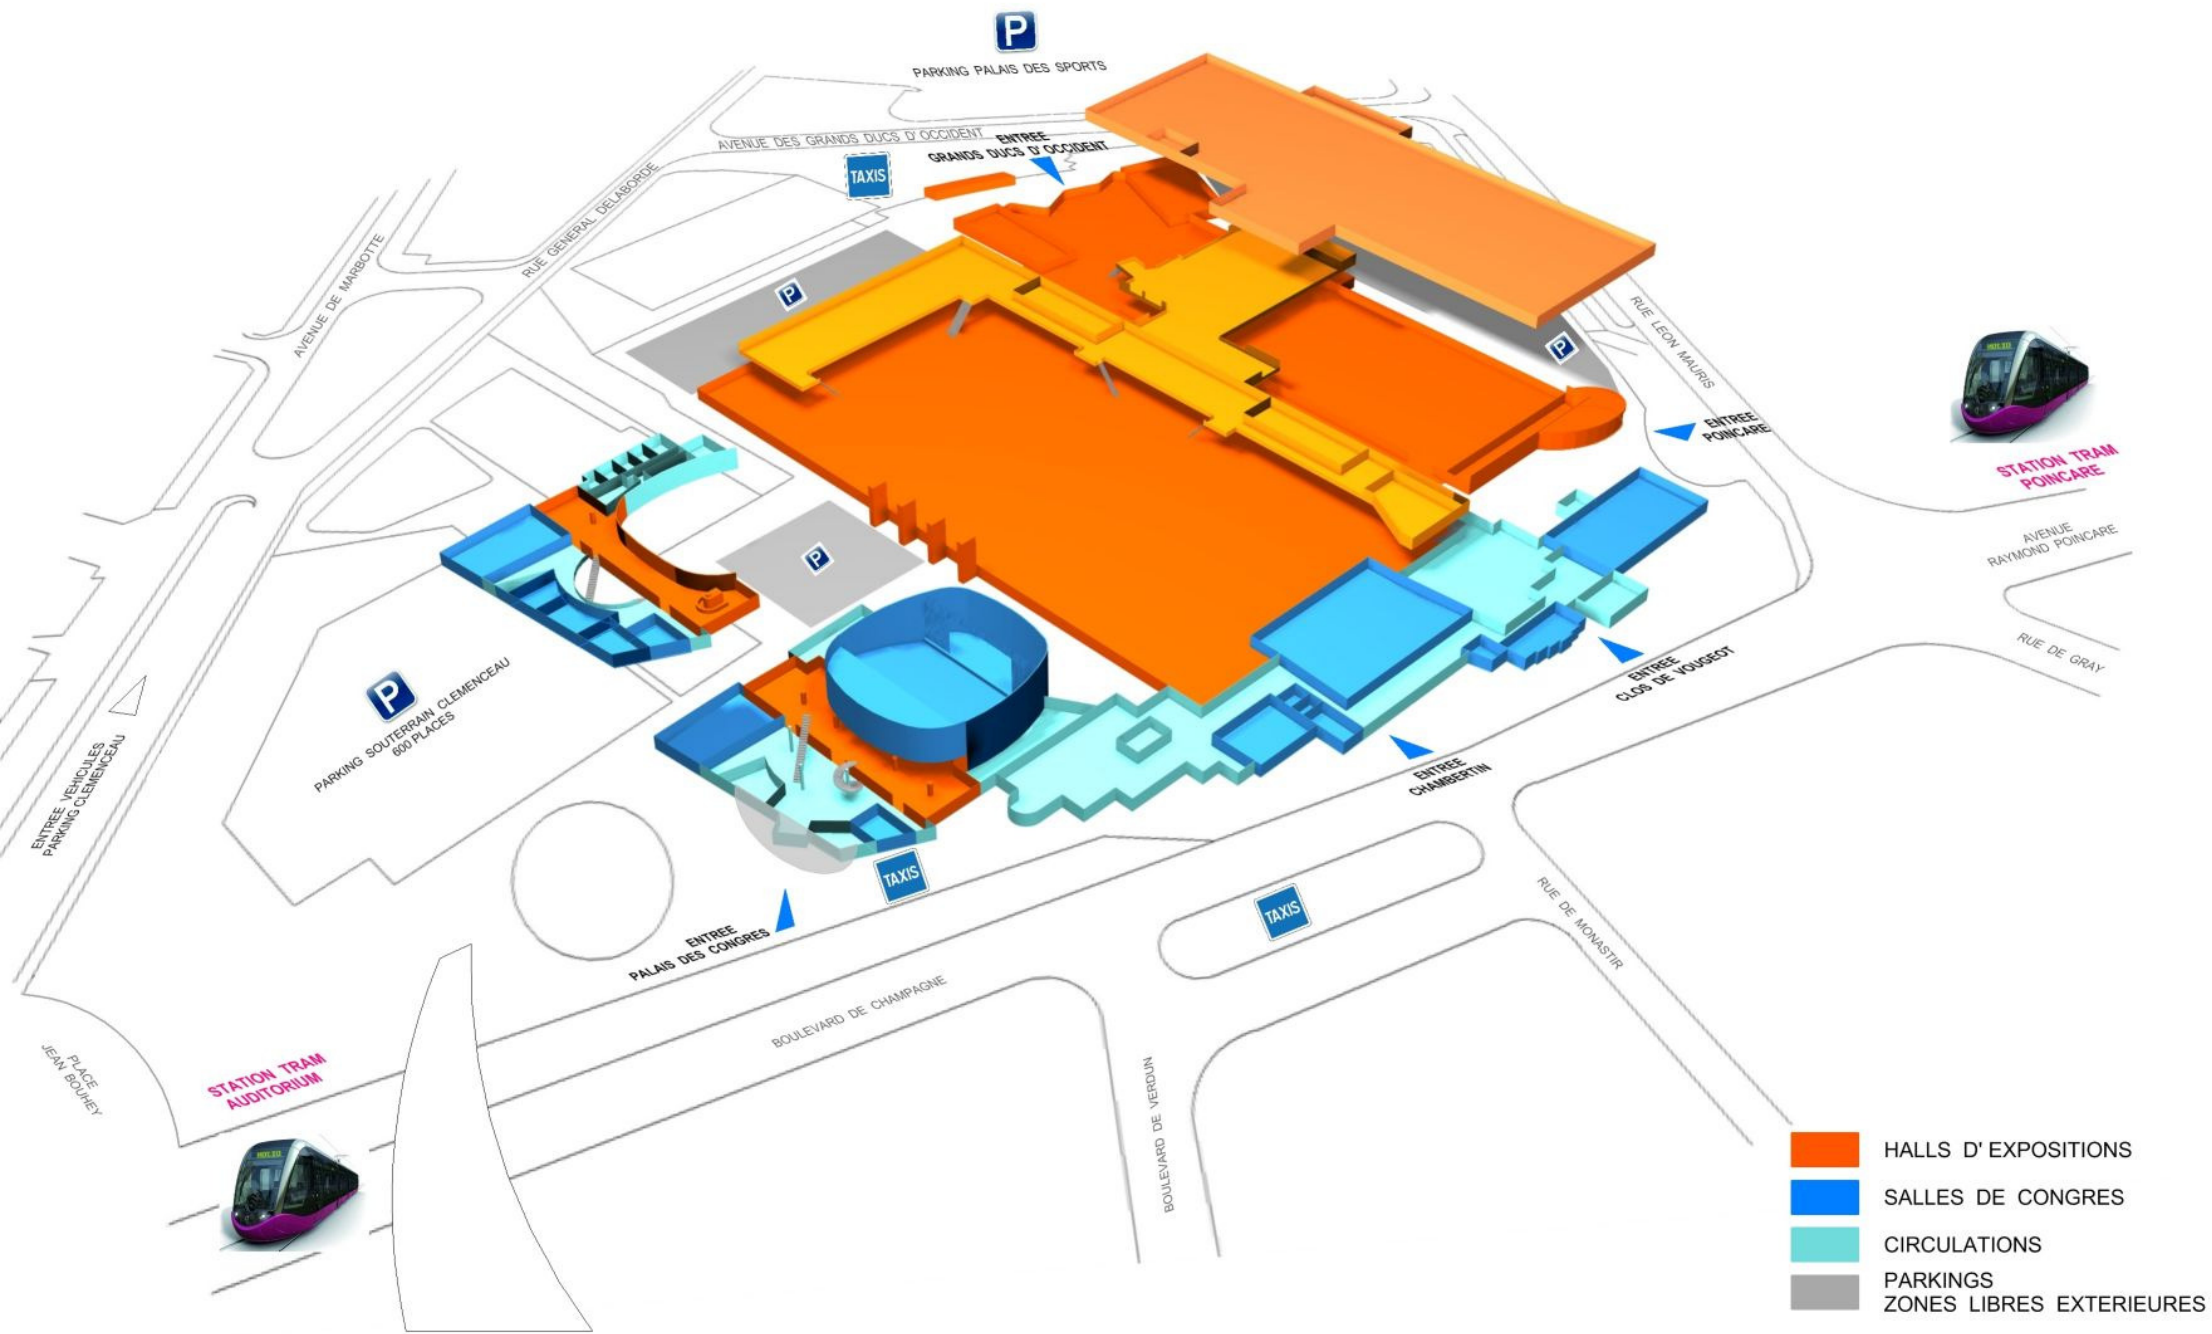 P
PARKING PALAIS DES SPORTS
AVENUE DES GRANDS DUCS D'OCCIDENT
ENTREE
GRANDS DUCS D'OCCIDENT
TAXIS
RUE GENERAL DELABORDE
AVENUE DE MARBOTTE
P
P
RUE LEON MAURIS
ENTREE
POINCARE
STATION TRAM
POINCARE
AVENUE
RAYMOND POINCARE
RUE DE GRAY
P
P
PARKING SOUTERRAIN CLEMENCEAU
600 PLACES
ENTREE VEHICULES
PARKING CLEMENCEAU
ENTREE
CLOS DE VOUGEOT
ENTREE
CHAMBERTIN
TAXIS
TAXIS
ENTREE
PALAIS DES CONGRES
RUE DE MONASTIR
BOULEVARD DE CHAMPAGNE
BOULEVARD DE VERDUN
PLACE
JEAN BOUHEY
STATION TRAM
AUDITORIUM
HALLS D' EXPOSITIONS
SALLES DE CONGRES
CIRCULATIONS
PARKINGS
ZONES LIBRES EXTERIEURES